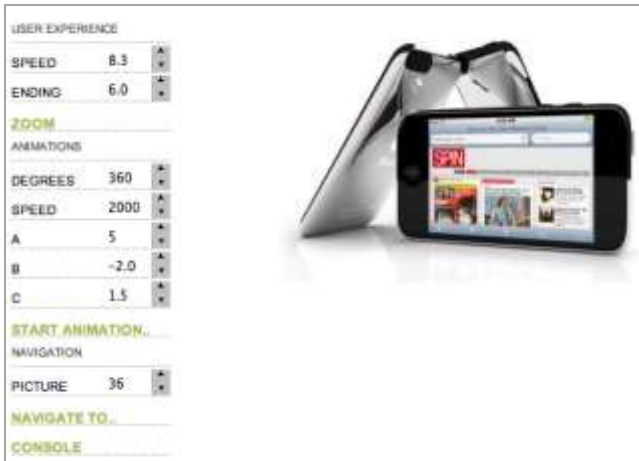 USER EXPERIENCE
SPEED 8.3
ENDING 6.0
ZOOM
ANIMATIONS
DEGREES 360
SPEED 2000
A 5
B -2.0
C 1.5
START ANIMATION..
NAVIGATION
PICTURE 36
NAVIGATE TO..
CONSOLE
SPIN